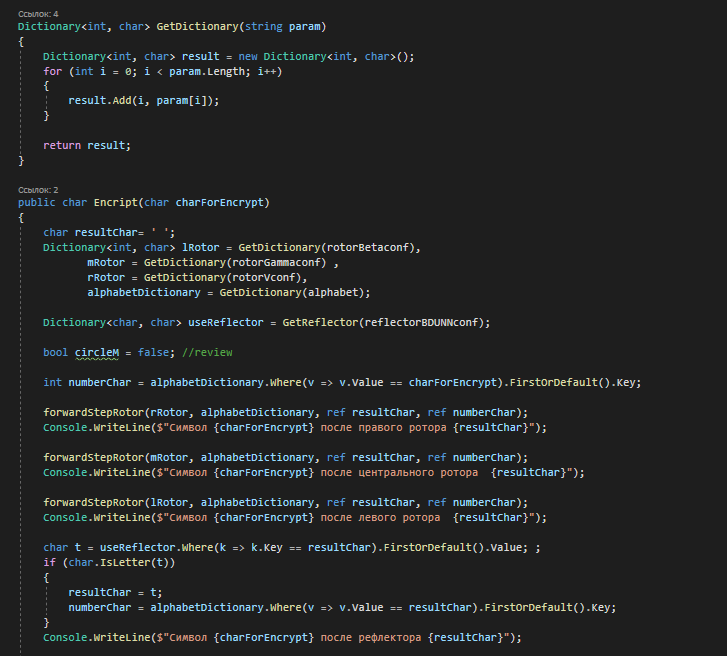 Ссылок: 4
Dictionary<int, char> GetDictionary(string param)
{
Dictionary<int, char> result = new Dictionary<int, char>();
for (int i = 0; i < param.Length; i++)
{
result.Add(i, param[i]);
}
return result;
}
Ссылок: 2
public char Encript(char charForEncrypt)
{
char resultChar= ' ';
Dictionary<int, char> lRotor = GetDictionary(rotorBetaconf),
mRotor = GetDictionary(rotorGammaconf) ,
rRotor = GetDictionary(rotorVconf),
alphabetDictionary = GetDictionary(alphabet);
Dictionary<char, char> useReflector = GetReflector(reflectorBDUNNconf);
bool circleM = false; //review
int numberChar = alphabetDictionary.Where(v => v.Value == charForEncrypt).FirstOrDefault().Key;
forwardStepRotor(rRotor, alphabetDictionary, ref resultChar, ref numberChar);
Console.WriteLine($"Символ {charForEncrypt} после правого ротора {resultChar}");
forwardStepRotor(mRotor, alphabetDictionary, ref resultChar, ref numberChar);
Console.WriteLine($"Символ {charForEncrypt} после центрального ротора  {resultChar}");
forwardStepRotor(lRotor, alphabetDictionary, ref resultChar, ref numberChar);
Console.WriteLine($"Символ {charForEncrypt} после левого ротора  {resultChar}");
char t = useReflector.Where(k => k.Key == resultChar).FirstOrDefault().Value; ;
if (char.IsLetter(t))
{
resultChar = t;
numberChar = alphabetDictionary.Where(v => v.Value == resultChar).FirstOrDefault().Key;
}
Console.WriteLine($"Символ {charForEncrypt} после рефлектора {resultChar}");